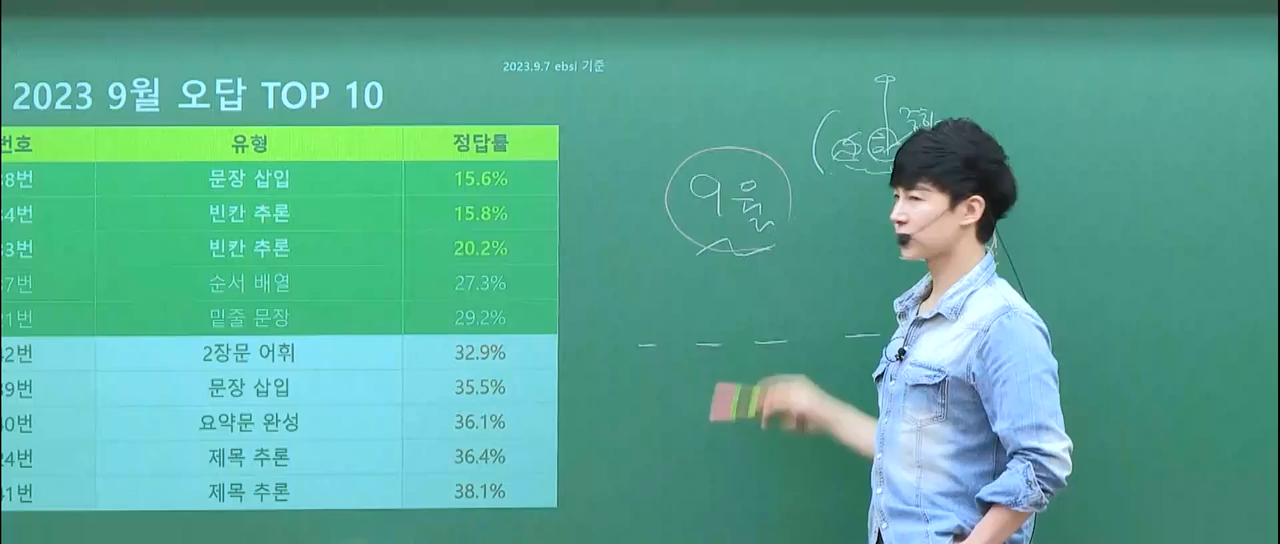 2023.9.7 ebsi 기준
2023 9월 오답 TOP 10
번호 유형 정답률
8번 문장 삽입 15.6%
4번 빈칸 추론 15.8%
3번 빈칸 추론 20.2%
7번 순서 배열 27.3%
1번 밑줄 문장 29.2%
2번 2장문 어휘 32.9%
9번 문장 삽입 35.5%
0번 요약문 완성 36.1%
4번 제목 추론 36.4%
1번 제목 추론 38.1%
9월